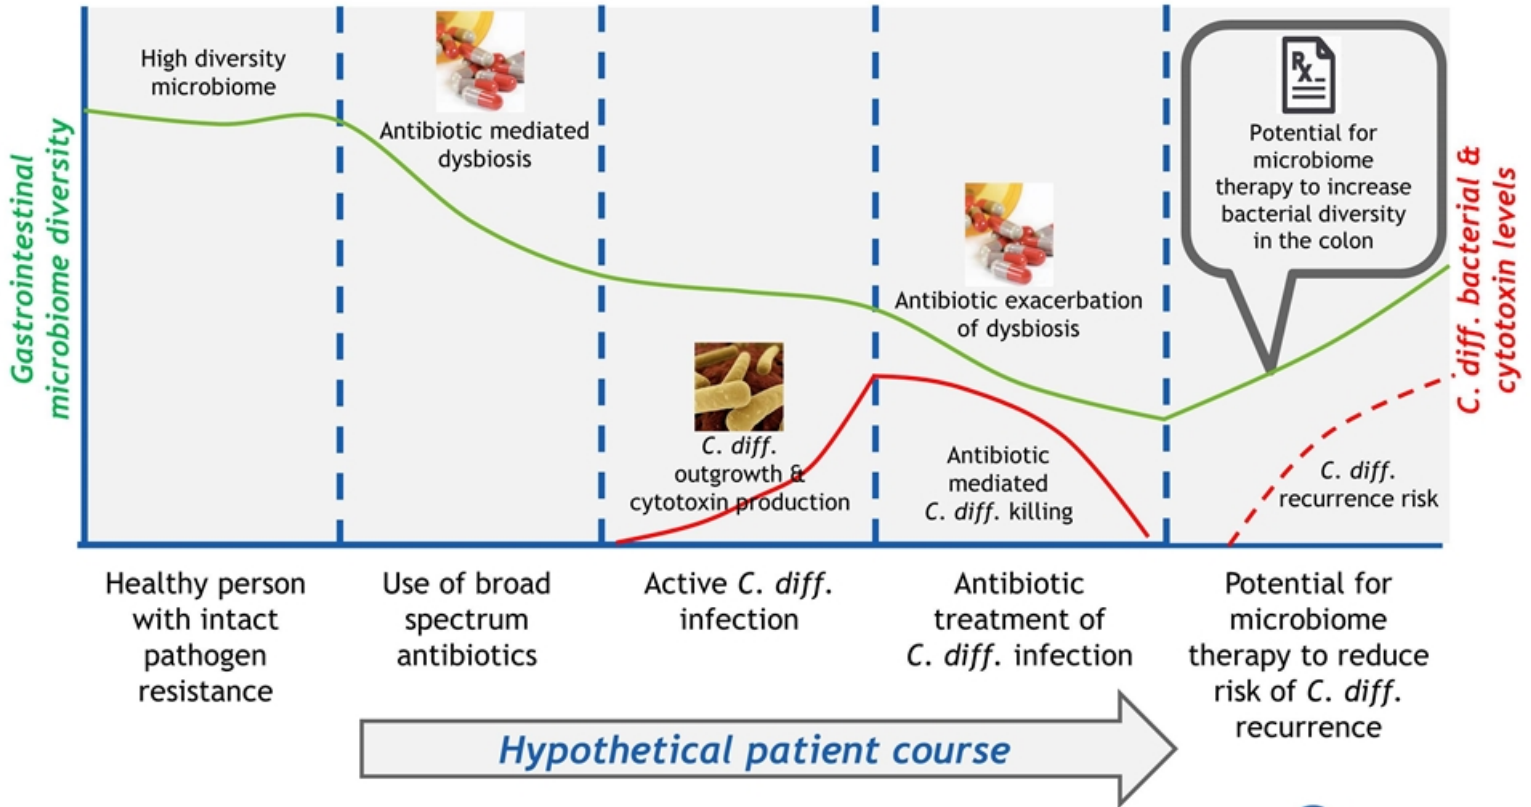 Gastrointestinal
microbiome diversity
High diversity
microbiome
Antibiotic mediated
dysbiosis
C. diff.
outgrowth &
cytotoxin production
Antibiotic exacerbation
of dysbiosis
Antibiotic
mediated
C. diff. killing
Rx
Potential for
microbiome
therapy to increase
bacterial diversity
in the colon
C. diff.
recurrence risk
C. diff. bacterial &
cytotoxin levels
Healthy person
with intact
pathogen
resistance
Use of broad
spectrum
antibiotics
Active C. diff.
infection
Antibiotic
treatment of
C. diff. infection
Potential for
microbiome
therapy to reduce
risk of C. diff.
recurrence
Hypothetical patient course